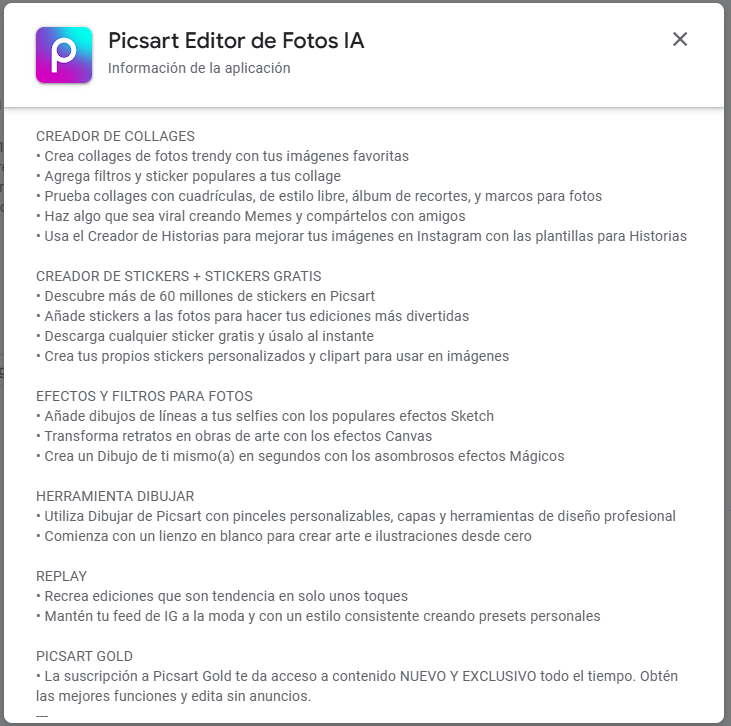 Picsart Editor de Fotos IA
Información de la aplicación
CREADOR DE COLLAGES
• Crea collages de fotos trendy con tus imágenes favoritas
• Agrega filtros y sticker populares a tus collage
• Prueba collages con cuadrículas, de estilo libre, álbum de recortes, y marcos para fotos
• Haz algo que sea viral creando Memes y compártelos con amigos
• Usa el Creador de Historias para mejorar tus imágenes en Instagram con las plantillas para Historias
CREADOR DE STICKERS + STICKERS GRATIS
• Descubre más de 60 millones de stickers en Picsart
• Añade stickers a las fotos para hacer tus ediciones más divertidas
• Descarga cualquier sticker gratis y úsalo al instante
• Crea tus propios stickers personalizados y clipart para usar en imágenes
EFECTOS Y FILTROS PARA FOTOS
• Añade dibujos de líneas a tus selfies con los populares efectos Sketch
• Transforma retratos en obras de arte con los efectos Canvas
• Crea un Dibujo de ti mismo(a) en segundos con los asombrosos efectos Mágicos
HERRAMIENTA DIBUJAR
• Utiliza Dibujar de Picsart con pinceles personalizables, capas y herramientas de diseño profesional
• Comienza con un lienzo en blanco para crear arte e ilustraciones desde cero
REPLAY
• Recrea ediciones que son tendencia en solo unos toques
• Mantén tu feed de IG a la moda y con un estilo consistente creando presets personales
PICSART GOLD
• La suscripción a Picsart Gold te da acceso a contenido NUEVO Y EXCLUSIVO todo el tiempo. Obtén
las mejores funciones y edita sin anuncios.
---